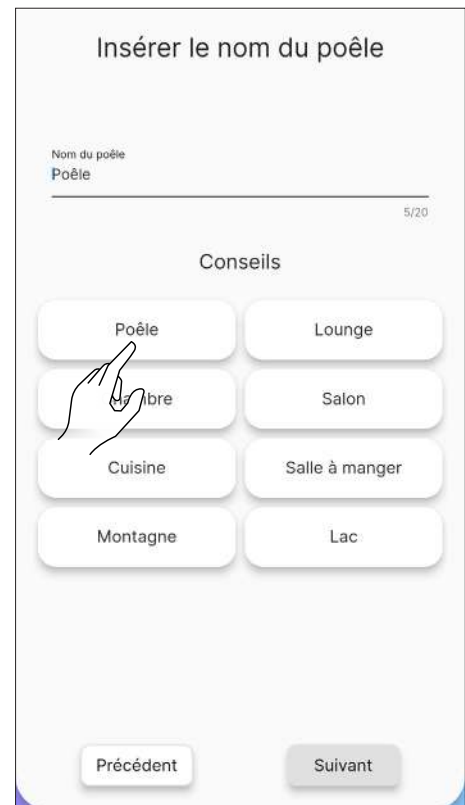 Insérer le nom du poêle
Nom du poêle
Poêle
5/20
Conseils
Poêle Lounge
Salon
Cuisine Salle à manger
Montagne Lac
Précédent Suivant